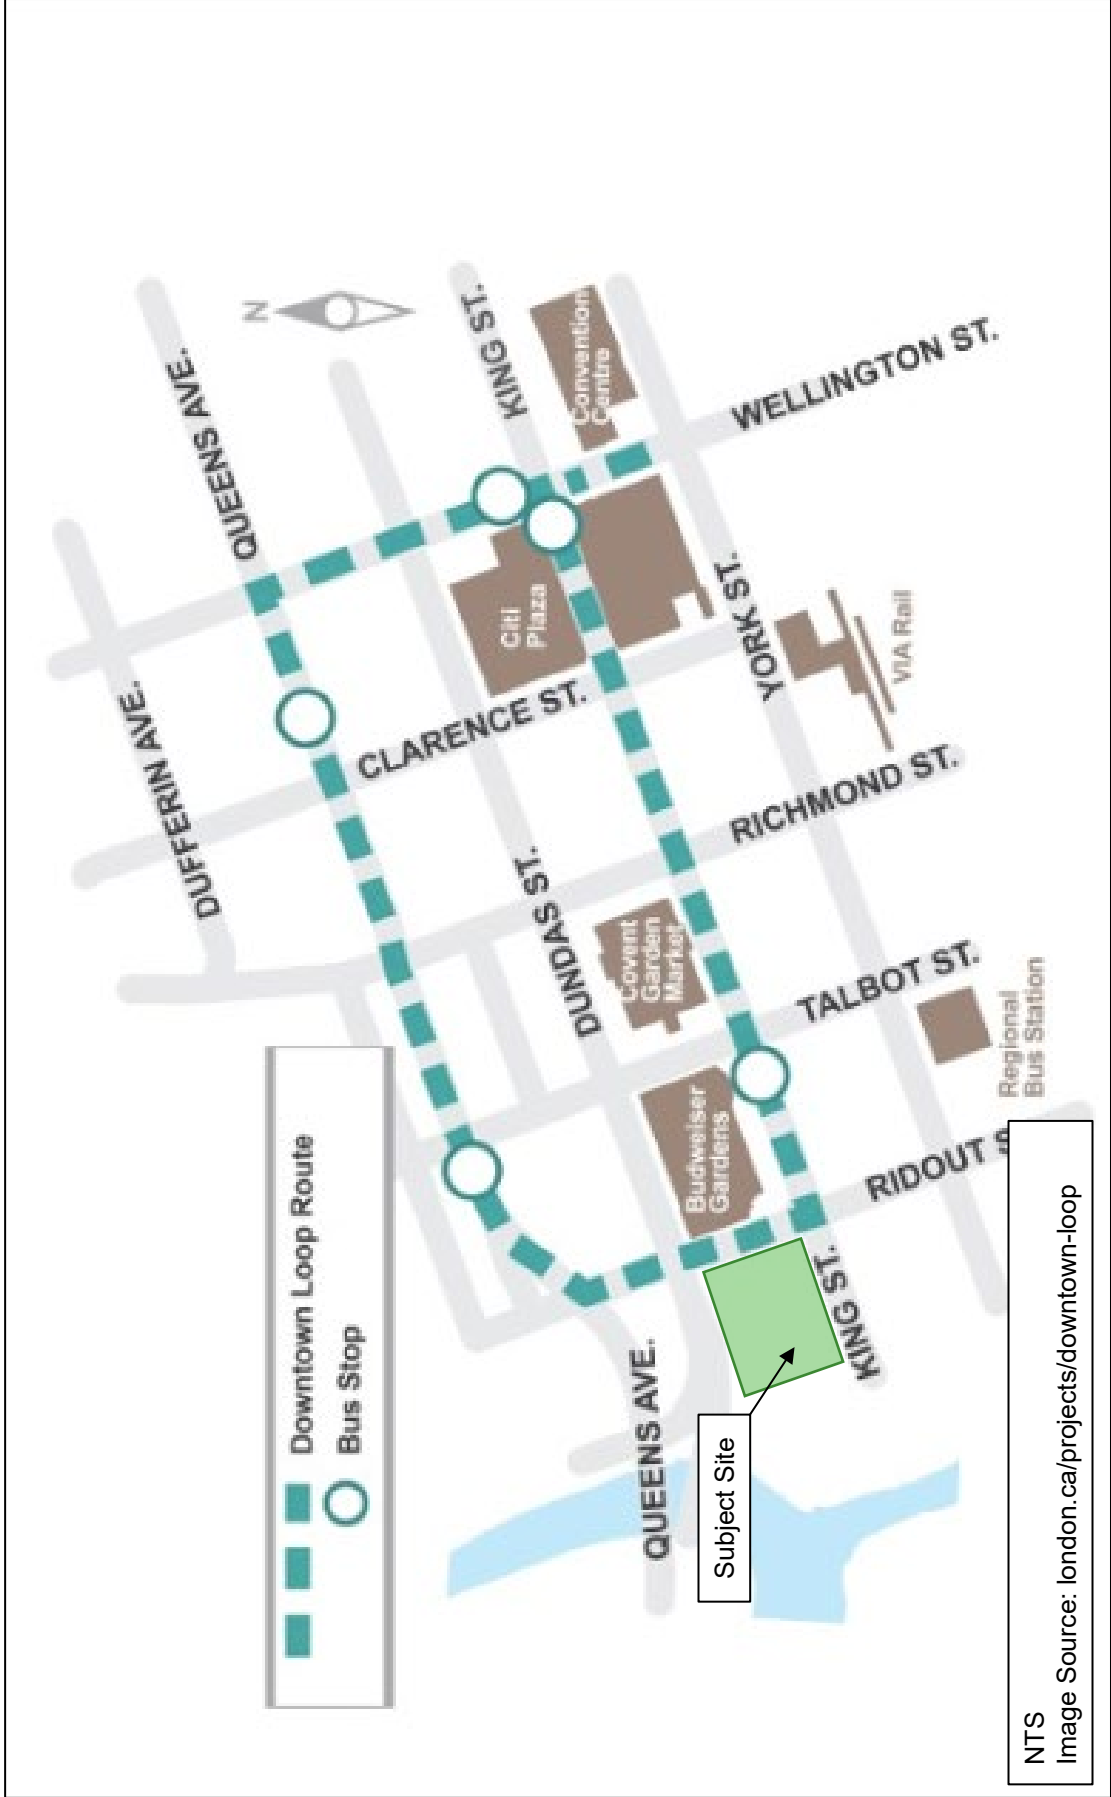 Downtown Loop Route
Bus Stop
N
DUFFERIN AVE.
QUEENS AVE.
CLARENCE ST.
KING ST.
Citi
Plaza
Convention
Centre
DUNDAS ST.
Covent
Garden
Market
Budweiser
Gardens
YORK ST.
WELLINGTON ST.
VIA Rail
RICHMOND ST.
TALBOT ST.
Regional
Bus Station
QUEENS AVE.
Subject Site
KING ST.
RIDOUT S
NTS
Image Source: london.ca/projects/downtown-loop